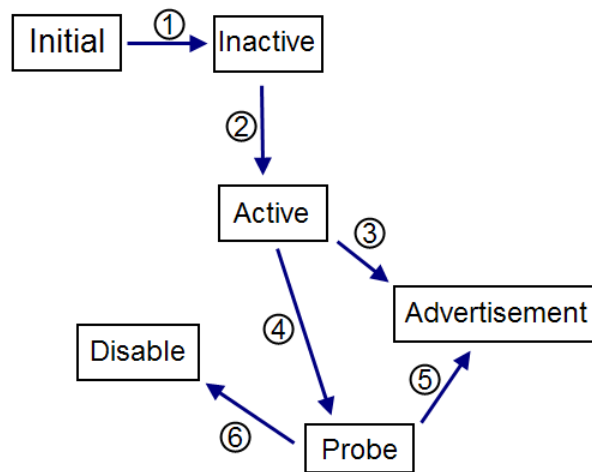 Initial
①
Inactive
②
Active
③
Advertisement
④
Disable
⑤
⑥
Probe